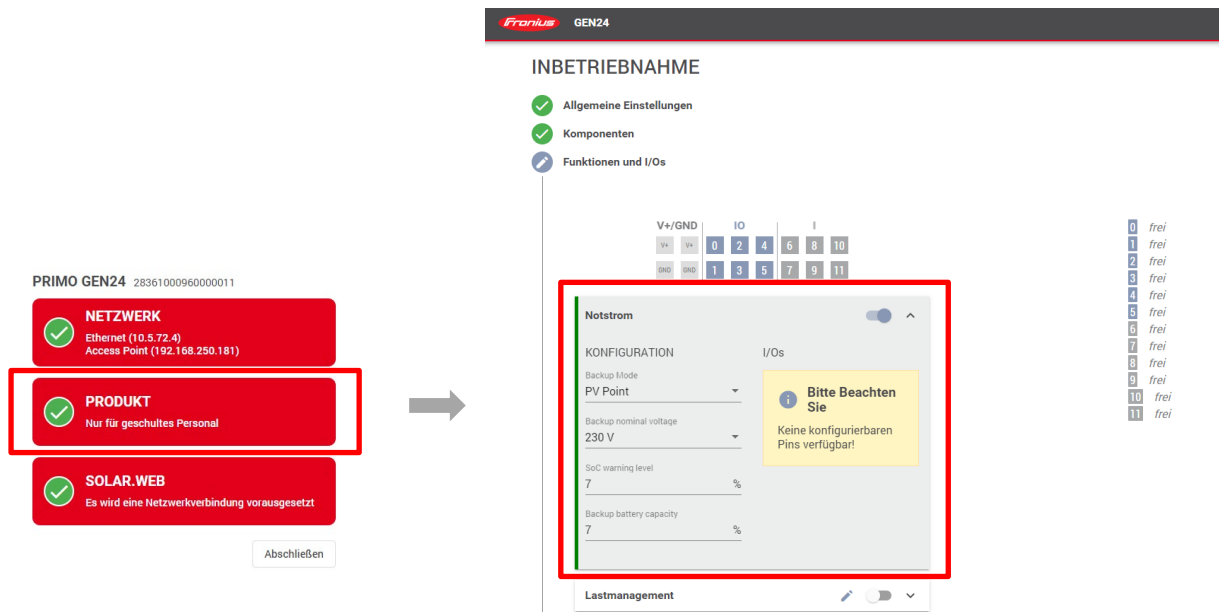 Fronius GEN24
INBETRIEBNAHME
Allgemeine Einstellungen
Komponenten
Funktionen und I/Os
V+/GND IO I
V+ V+ 0 2 4 6 8 10
GND GND 1 3 5 7 9 11
0 frei
1 frei
2 frei
3 frei
4 frei
5 frei
6 frei
7 frei
8 frei
9 frei
10 frei
11 frei
PRIMO GEN24 28361000960000011
NETZWERK
Ethernet (10.5.72.4)
Access Point (192.168.250.181)
PRODUKT
Nur für geschultes Personal
SOLAR.WEB
Es wird eine Netzwerkverbindung vorausgesetzt
Abschließen
Notstrom
KONFIGURATION
Backup Mode
PV Point
Backup nominal voltage
230 V
SoC warning level
7 %
Backup battery capacity
7 %
I/Os
Bitte Beachten
Sie
Keine konfigurierbaren
Pins verfügbar!
Lastmanagement